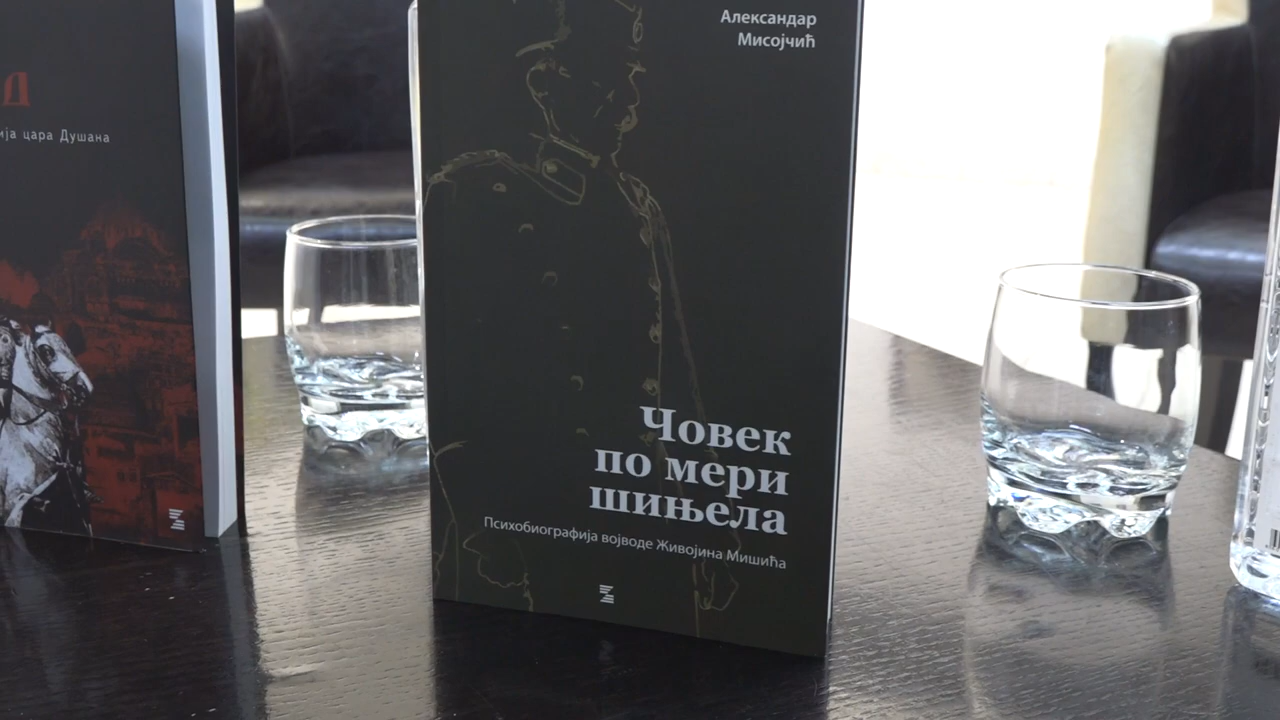 Д
ија цара Душана
Александар
Мисојчић
Човек
по мери
шињела
Психобиографија војводе Живојина Мишића